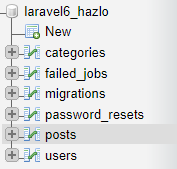 laravel6_hazlo
New
categories
failed_jobs
migrations
password_resets
posts
users